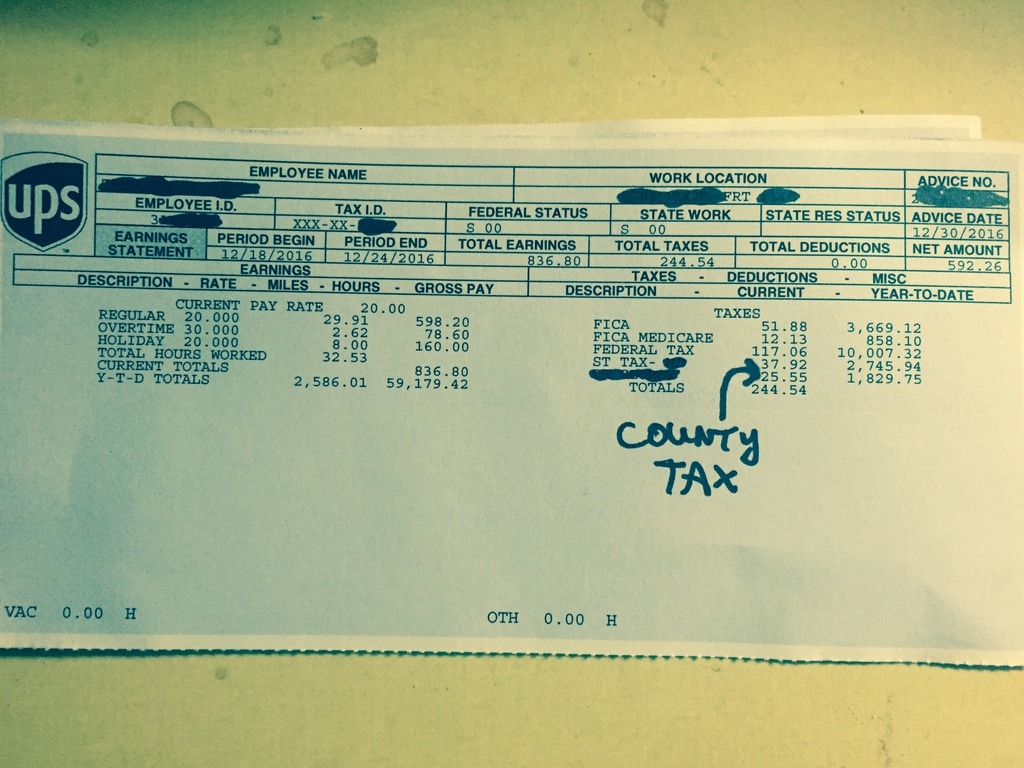 ups
EMPLOYEE NAME WORK LOCATION ADVICE NO.
FRT 2
EMPLOYEE I.D. TAX I.D. FEDERAL STATUS STATE WORK STATE RES STATUS ADVICE DATE
3 XXX-XX- S 00 S 00 12/30/2016
EARNINGS STATEMENT PERIOD BEGIN PERIOD END TOTAL EARNINGS TOTAL TAXES TOTAL DEDUCTIONS NET AMOUNT
12/18/2016 12/24/2016 836.80 244.54 0.00 592.26
EARNINGS TAXES - DEDUCTIONS - MISC
DESCRIPTION - RATE - MILES - HOURS - GROSS PAY DESCRIPTION - CURRENT - YEAR-TO-DATE
CURRENT PAY RATE 20.00 TAXES
REGULAR 20.000 29.91 598.20 FICA 51.88 3,669.12
OVERTIME 30.000 2.62 78.60 FICA MEDICARE 12.13 858.10
HOLIDAY 20.000 8.00 160.00 FEDERAL TAX 117.06 10,007.32
TOTAL HOURS WORKED 32.53 ST TAX- 37.92 2,745.94
CURRENT TOTALS 836.80 25.55 1,829.75
Y-T-D TOTALS 2,586.01 59,179.42 TOTALS 244.54
COUNTY
TAX
VAC 0.00 H OTH 0.00 H